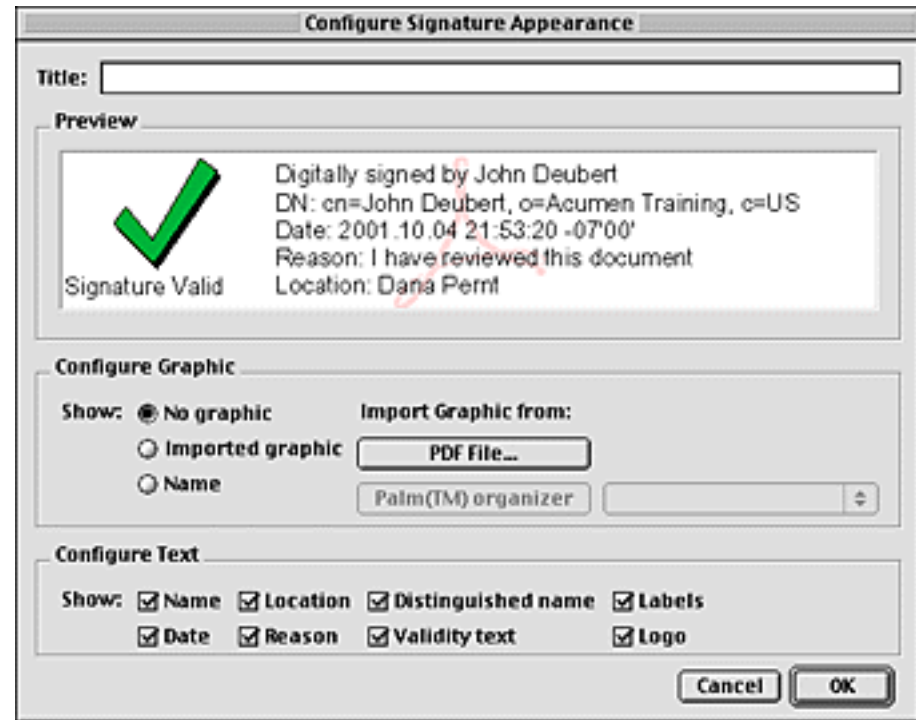 Configure Signature Appearance
Title:
Preview
Digitally signed by John Deubert
DN: cn=John Deubert, o=Acumen Training, c=US
Date: 2001.10.04 21:53:20 -07'00'
Reason: I have reviewed this document
Signature Valid Location: Dana Pernt
Configure Graphic
Show: No graphic Import Graphic from:
Imported graphic PDF File...
Name
Palm(TM) organizer
Configure Text
Show: Name Location Distinguished name Labels
Date Reason Validity text Logo
Cancel OK